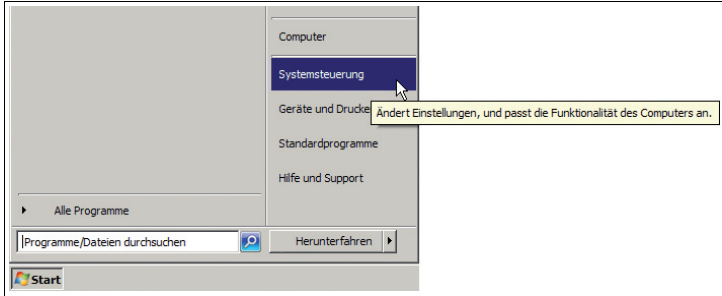 Computer
Systemsteuerung
Geräte und Drucke
Ändert Einstellungen, und passt die Funktionalität des Computers an.
Standardprogramme
Hilfe und Support
Alle Programme
Programme/Dateien durchsuchen
Herunterfahren
Start